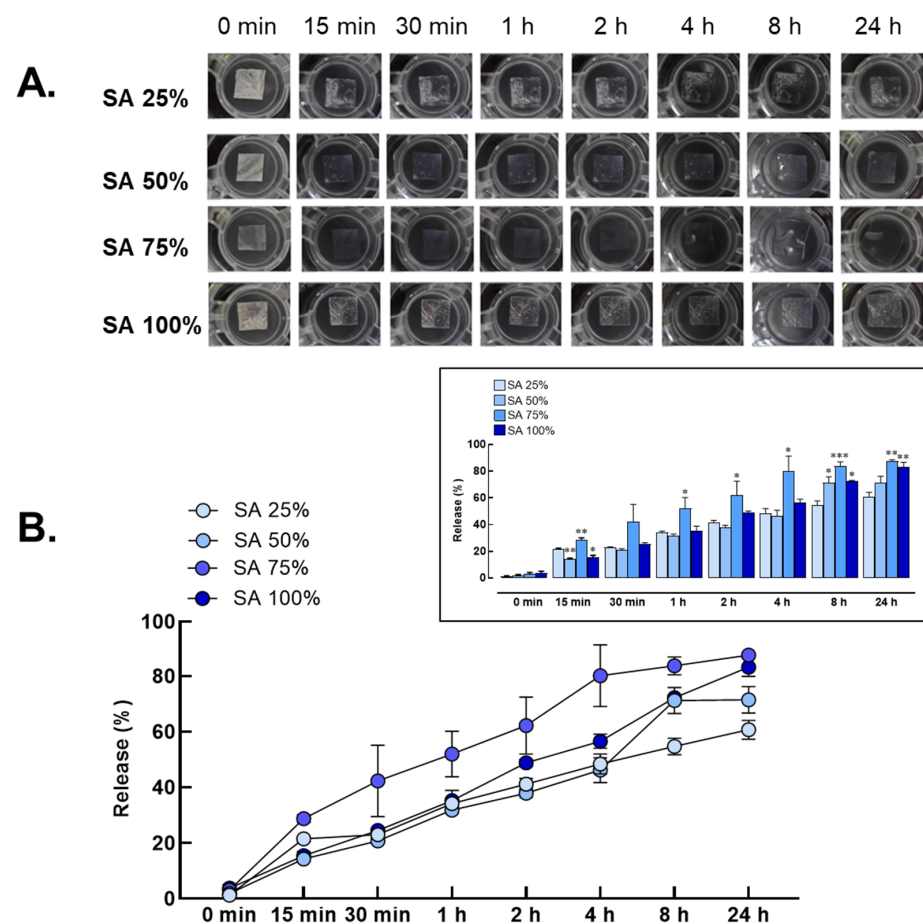 0 min 15 min 30 min 1 h 2 h 4 h 8 h 24 h
A.
SA 25%
SA 50%
SA 75%
SA 100%
SA 25%
SA 50%
SA 75%
SA 100%
Release (% )
100
80
60
40
20
0
** ** * * * * * *** * ** **
0 min 15 min 30 min 1 h 2 h 4 h 8 h 24 h
B.
SA 25%
SA 50%
SA 75%
SA 100%
Release (% )
100
80
60
40
20
0
0 min 15 min 30 min 1 h 2 h 4 h 8 h 24 h